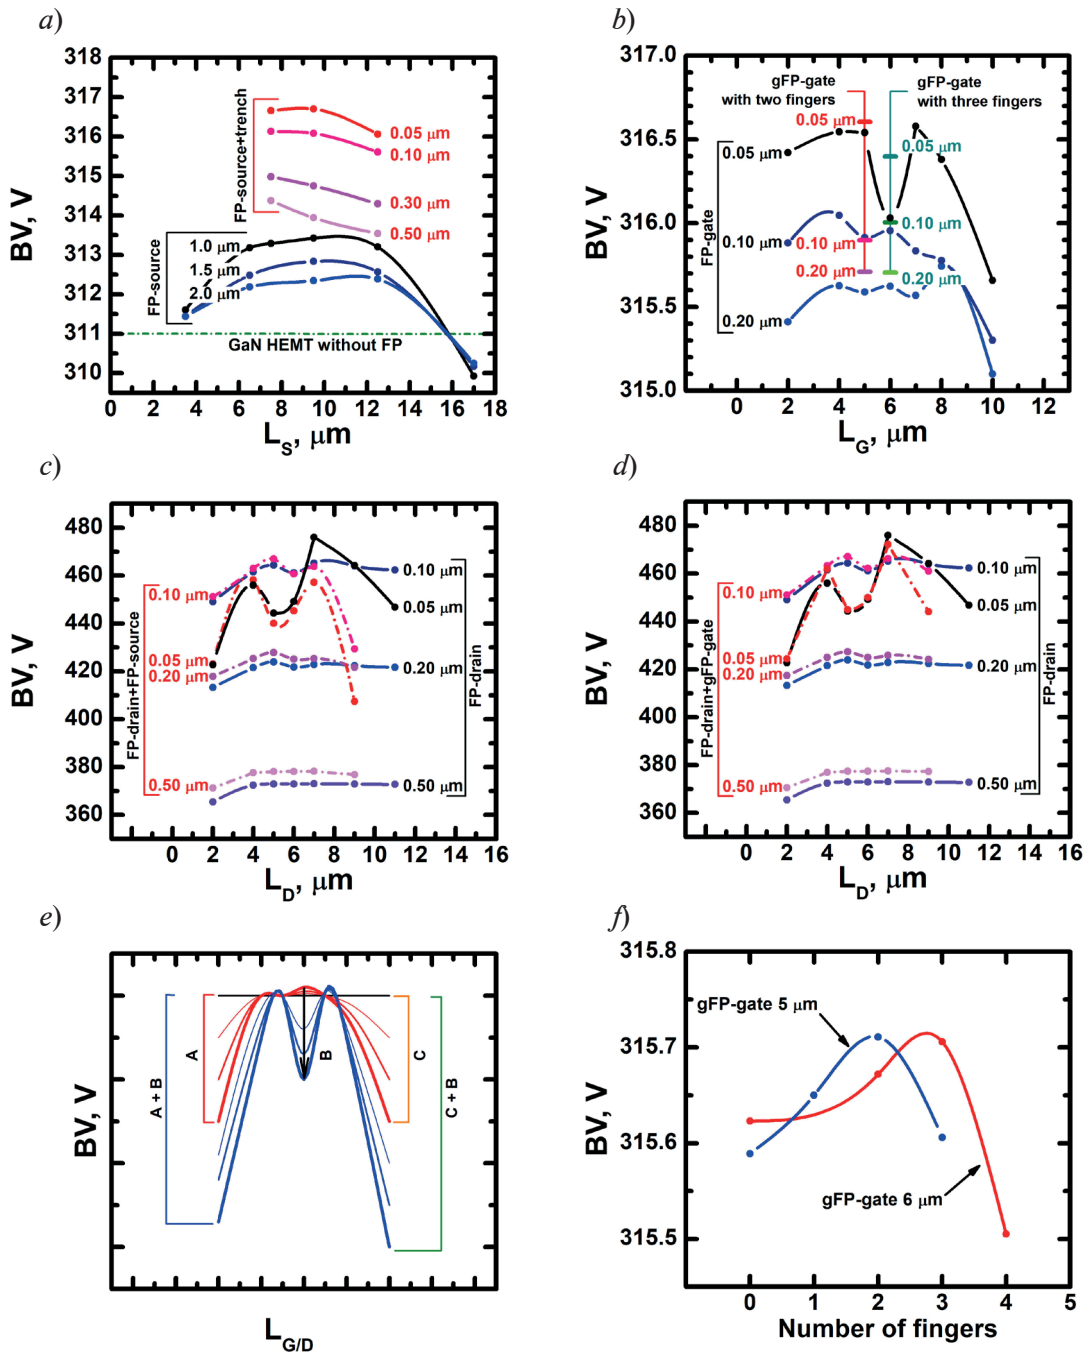 a)
318
317
316
315
314
313
312
311
310
BV, V
FP-source+trench
0.05 μm
0.10 μm
0.30 μm
0.50 μm
FP-source
1.0 μm
1.5 μm
2.0 μm
GaN HEMT without FP
0 2 4 6 8 10 12 14 16 18
L_S, μm
b)
317.0
316.5
316.0
315.5
315.0
BV, V
gFP-gate
with two fingers
gFP-gate
with three fingers
0.05 μm
0.05 μm
0.05 μm
FP-gate
0.10 μm
0.10 μm
0.10 μm
0.20 μm
0.20 μm
0.20 μm
0 2 4 6 8 10 12
L_G, μm
c)
480
460
440
420
400
380
360
BV, V
FP-drain+FP-source
0.10 μm
0.05 μm
0.20 μm
0.50 μm
0.10 μm
0.05 μm
0.20 μm
0.50 μm
FP-drain
0 2 4 6 8 10 12 14 16
L_D, μm
d)
480
460
440
420
400
380
360
BV, V
FP-drain+gFP-gate
0.10 μm
0.05 μm
0.20 μm
0.50 μm
0.10 μm
0.05 μm
0.20 μm
0.50 μm
FP-drain
0 2 4 6 8 10 12 14 16
L_D, μm
e)
BV, V
A + B
A
B
C
C + B
L_G/D
f)
315.8
315.7
315.6
315.5
BV, V
gFP-gate 5 μm
gFP-gate 6 μm
0 1 2 3 4 5
Number of fingers